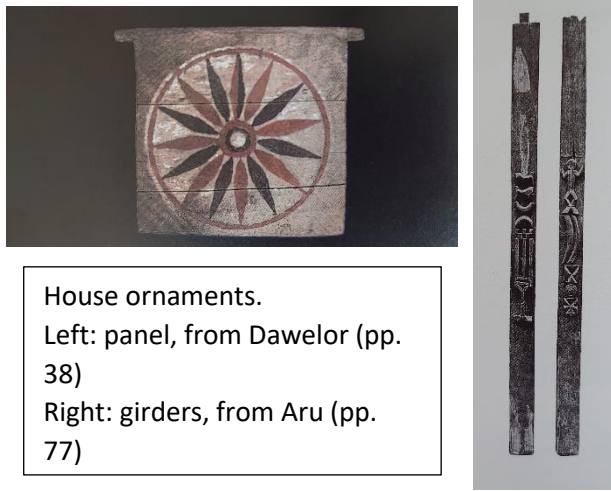 House ornaments.
Left: panel, from Dawelor (pp.
38)
Right: girders, from Aru (pp.
77)